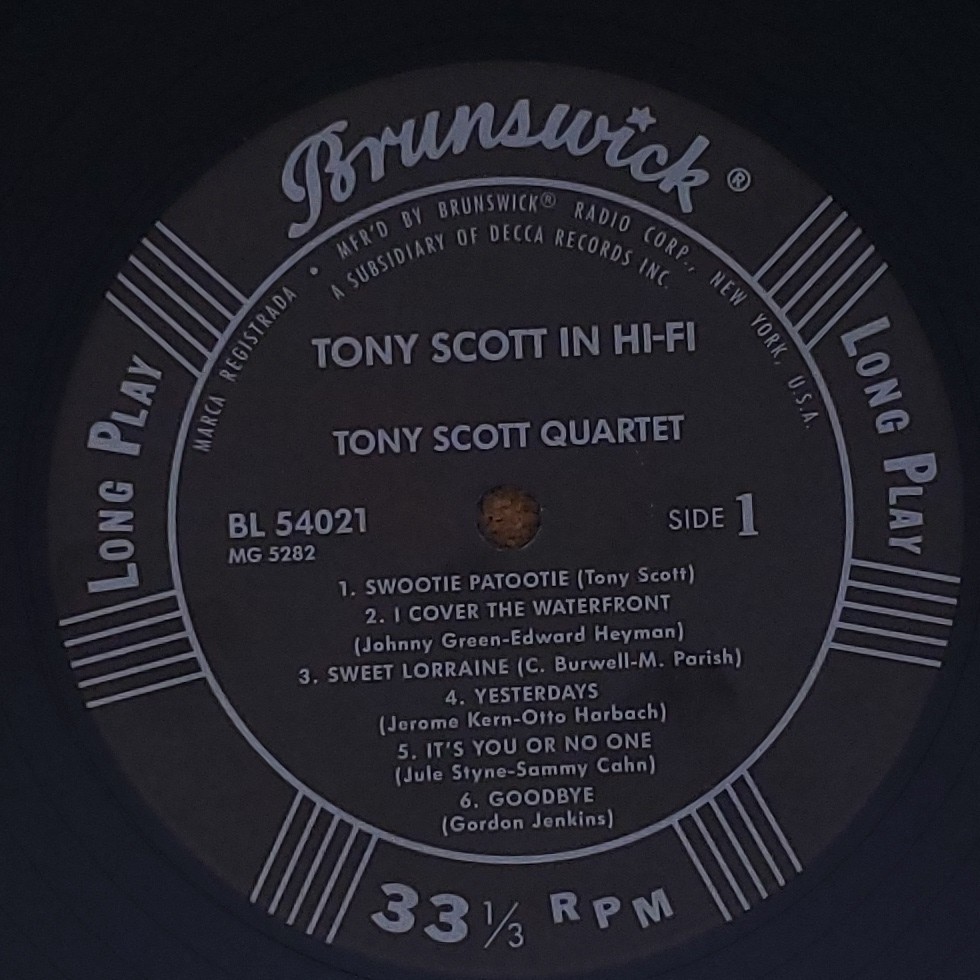 Brunswick ®
MARCA REGISTRADA • MFR'D BY BRUNSWICK® RADIO CORP., NEW YORK, U.S.A.
A SUBSIDIARY OF DECCA RECORDS INC.
LONG PLAY
LONG PLAY
TONY SCOTT IN HI-FI
TONY SCOTT QUARTET
BL 54021
MG 5282
SIDE 1
1. SWOOTIE PATOOTIE (Tony Scott)
2. I COVER THE WATERFRONT
(Johnny Green-Edward Heyman)
3. SWEET LORRAINE (C. Burwell-M. Parish)
4. YESTERDAYS
(Jerome Kern-Otto Harbach)
5. IT'S YOU OR NO ONE
(Jule Styne-Sammy Cahn)
6. GOODBYE
(Gordon Jenkins)
33 1/3 RPM